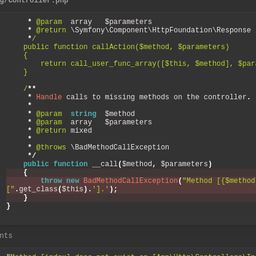 g/Controller.php
* @param  array  $parameters
* @return \Symfony\Component\HttpFoundation\Response
*/
public function callAction($method, $parameters)
{
return call_user_func_array([$this, $method], $par
}
/**
* Handle calls to missing methods on the controller.
*
* @param  string  $method
* @param  array  $parameters
* @return mixed
*
* @throws \BadMethodCallException
*/
public function __call($method, $parameters)
{
throw new BadMethodCallException("Method [{$method
[".get_class($this).'].');
}
}
nts